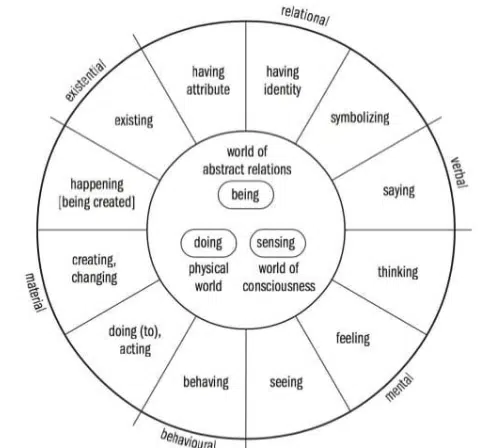 relational
existential
having
attribute
having
identity
existing
symbolizing
verbal
world of
abstract relations
being
happening
[being created]
saying
doing
sensing
physical
world
world of
consciousness
creating,
changing
thinking
material
doing (to),
acting
feeling
behaving
seeing
mental
behavioural